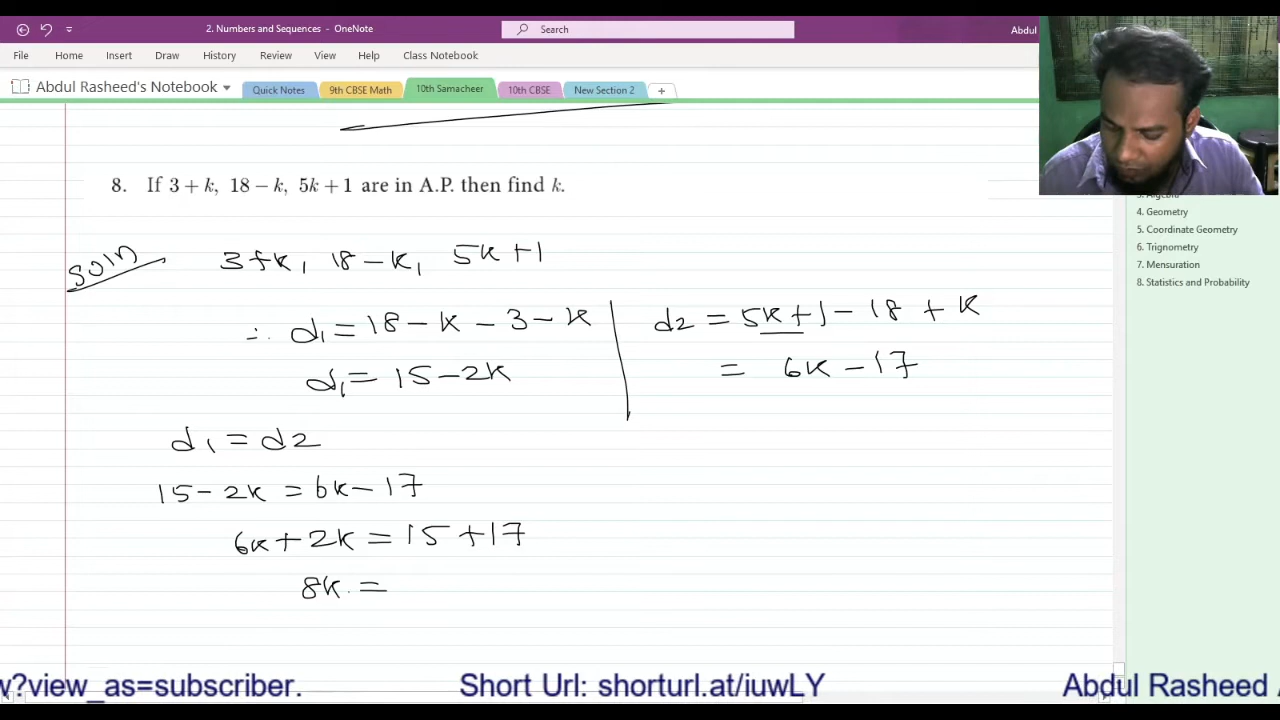 2. Numbers and Sequences - OneNote
Search
Abdul
File Home Insert Draw History Review View Help Class Notebook
Abdul Rasheed's Notebook
Quick Notes 9th CBSE Math 10th Samacheer 10th CBSE New Section 2 +
8. If 3 + k, 18 − k, 5k + 1 are in A.P. then find k.
4. Geometry
5. Coordinate Geometry
6. Trignometry
7. Mensuration
8. Statistics and Probability
Soln 3+k, 18-k, 5k+1
∴ d1 = 18-k-3-k d2 = 5k+1-18+k
d1 = 15-2k = 6k-17
d1 = d2
15-2k = 6k-17
6k+2k = 15+17
8k =
w?view_as=subscriber. Short Url: shorturl.at/iuwLY Abdul Rasheed